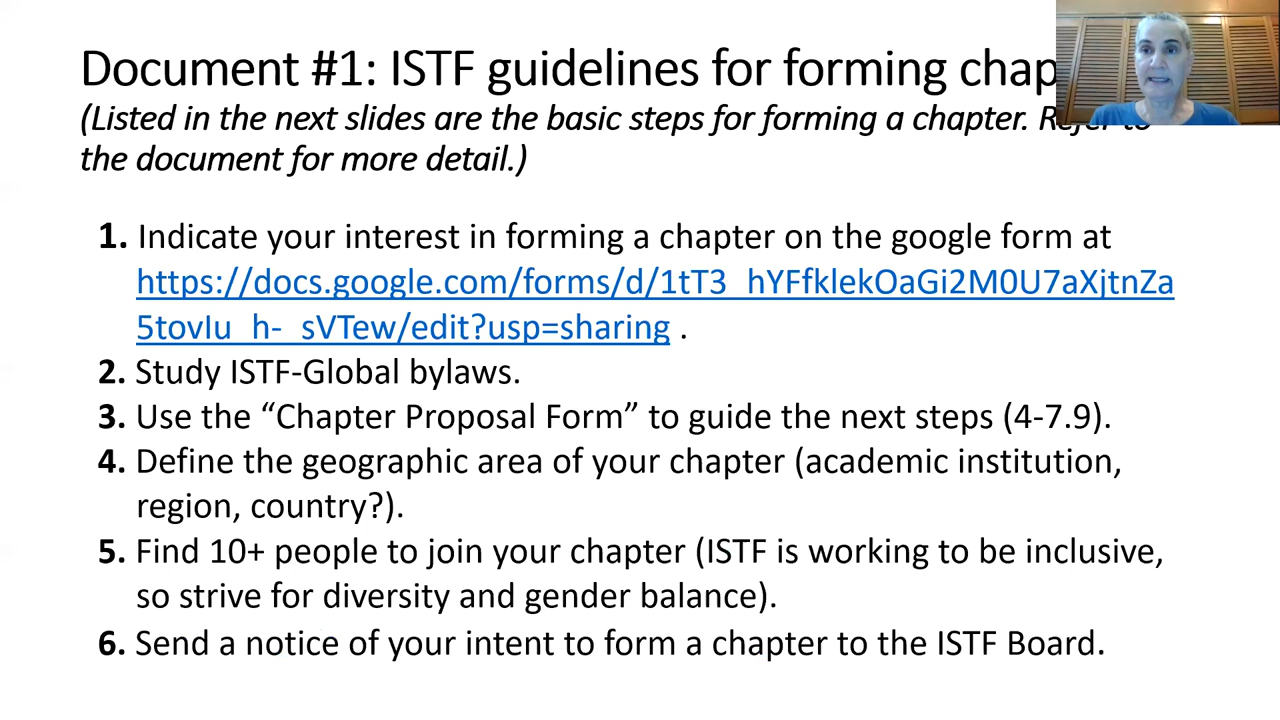 Document #1: ISTF guidelines for forming chap
(Listed in the next slides are the basic steps for forming a chapter. Refer to
the document for more detail.)
1. Indicate your interest in forming a chapter on the google form at
https://docs.google.com/forms/d/1tT3_hYFfklekOaGi2M0U7aXjtnZa
5tovIu_h-_sVTew/edit?usp=sharing .
2. Study ISTF-Global bylaws.
3. Use the “Chapter Proposal Form” to guide the next steps (4-7.9).
4. Define the geographic area of your chapter (academic institution,
region, country?).
5. Find 10+ people to join your chapter (ISTF is working to be inclusive,
so strive for diversity and gender balance).
6. Send a notice of your intent to form a chapter to the ISTF Board.